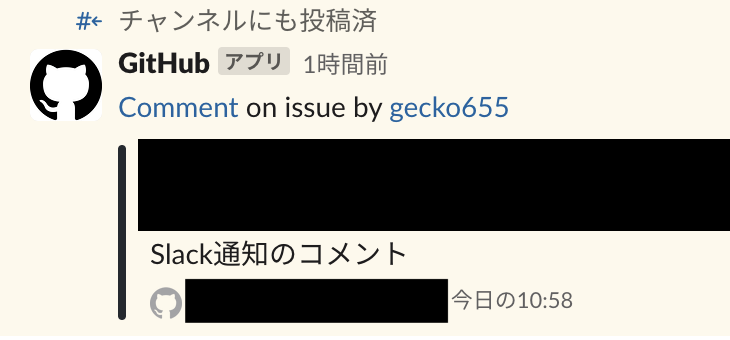 #← チャンネルにも投稿済
GitHub アプリ 1時間前
Comment on issue by gecko655
Slack通知のコメント
今日の10:58